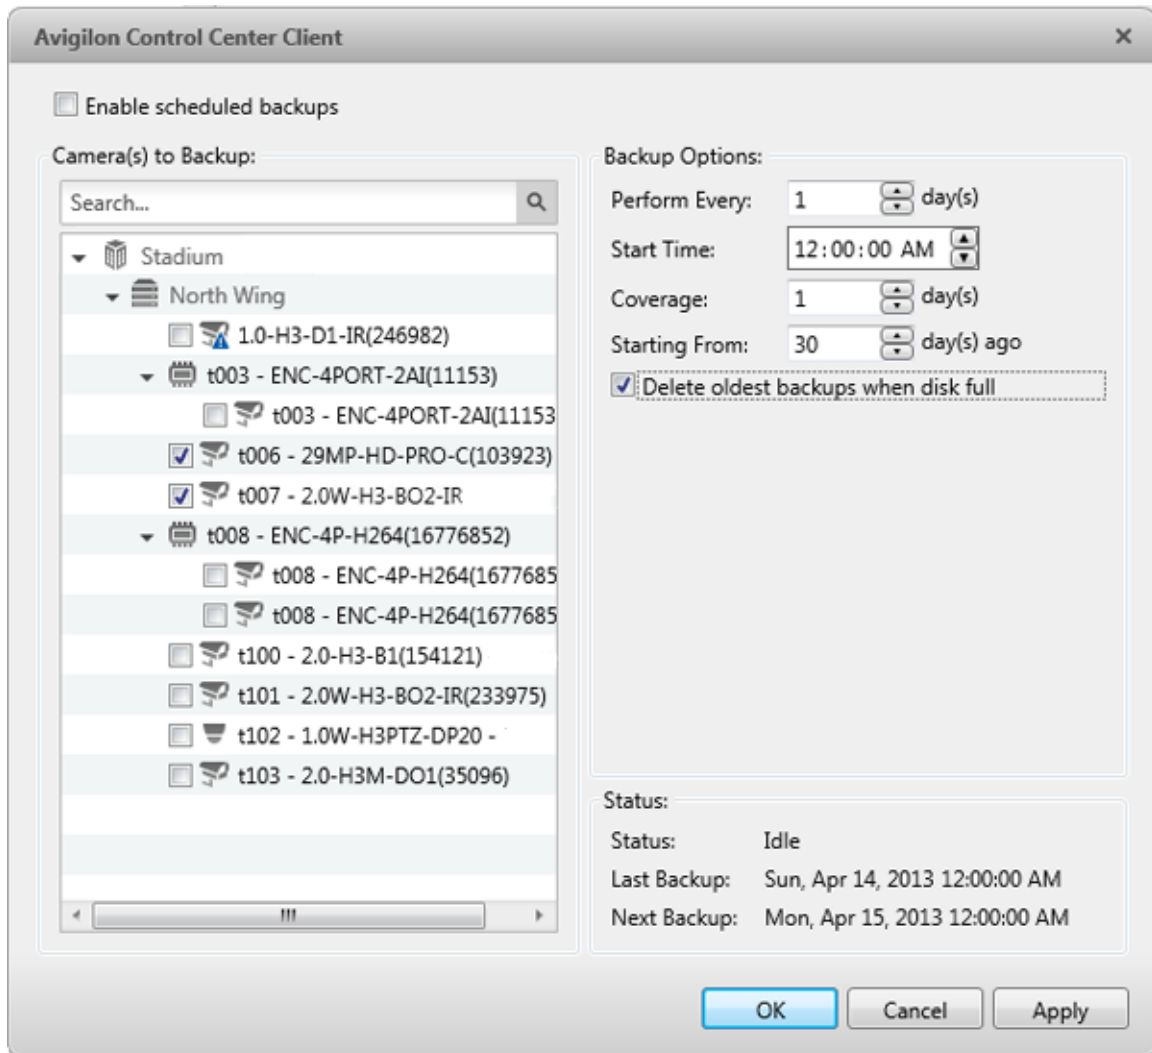 Avigilon Control Center Client
Enable scheduled backups
Camera(s) to Backup:
Search...
Stadium
North Wing
1.0-H3-D1-IR(246982)
t003 - ENC-4PORT-2AI(11153)
t003 - ENC-4PORT-2AI(11153
t006 - 29MP-HD-PRO-C(103923)
t007 - 2.0W-H3-BO2-IR
t008 - ENC-4P-H264(16776852)
t008 - ENC-4P-H264(1677685
t008 - ENC-4P-H264(1677685
t100 - 2.0-H3-B1(154121)
t101 - 2.0W-H3-BO2-IR(233975)
t102 - 1.0W-H3PTZ-DP20 -
t103 - 2.0-H3M-DO1(35096)
Backup Options:
Perform Every: 1 day(s)
Start Time: 12:00:00 AM
Coverage: 1 day(s)
Starting From: 30 day(s) ago
Delete oldest backups when disk full
Status:
Status: Idle
Last Backup: Sun, Apr 14, 2013 12:00:00 AM
Next Backup: Mon, Apr 15, 2013 12:00:00 AM
OK Cancel Apply